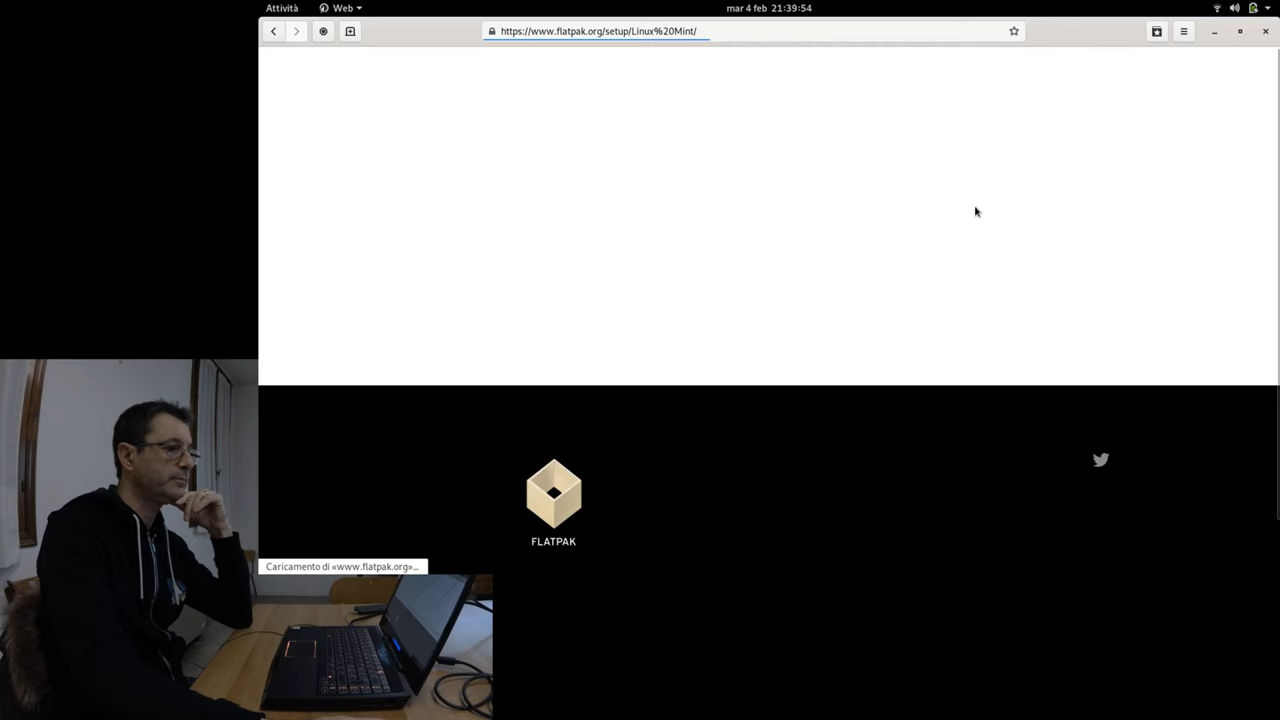 Attività Web mar 4 feb 21:39:54
https://www.flatpak.org/setup/Linux%20Mint/
FLATPAK
Caricamento di «www.flatpak.org»...